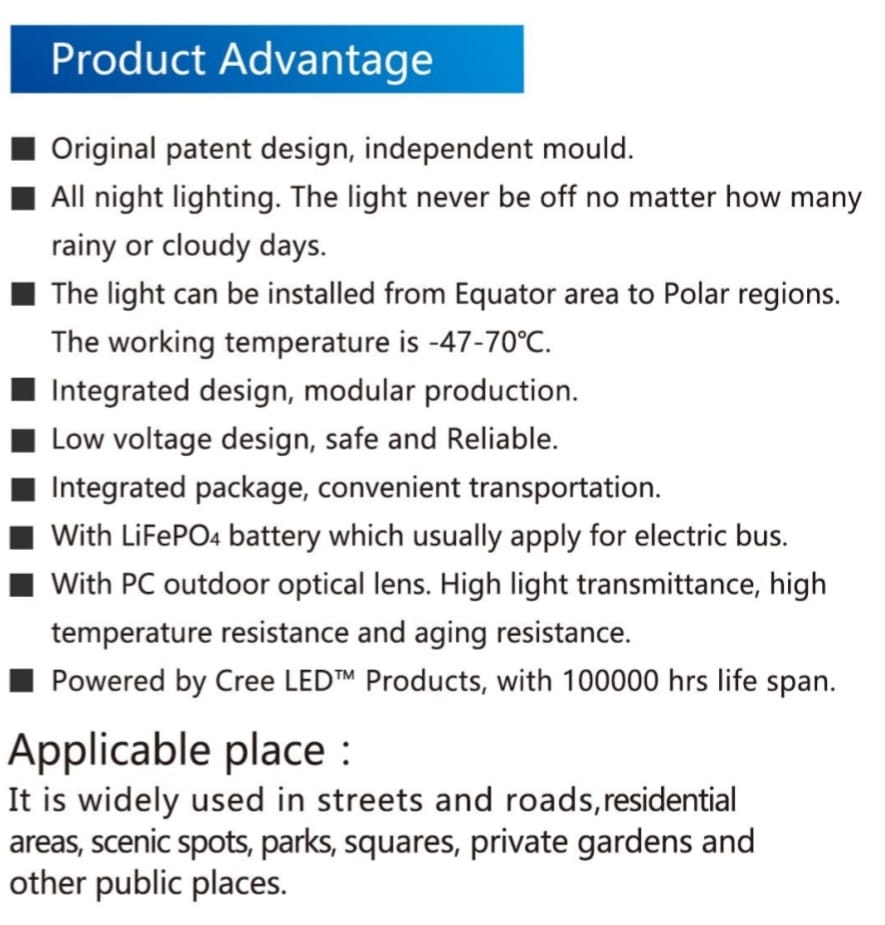 Product Advantage
■ Original patent design, independent mould.
■ All night lighting. The light never be off no matter how many
rainy or cloudy days.
■ The light can be installed from Equator area to Polar regions.
The working temperature is -47-70℃.
■ Integrated design, modular production.
■ Low voltage design, safe and Reliable.
■ Integrated package, convenient transportation.
■ With LiFePO₄ battery which usually apply for electric bus.
■ With PC outdoor optical lens. High light transmittance, high
temperature resistance and aging resistance.
■ Powered by Cree LED™ Products, with 100000 hrs life span.
Applicable place :
It is widely used in streets and roads,residential
areas, scenic spots, parks, squares, private gardens and
other public places.